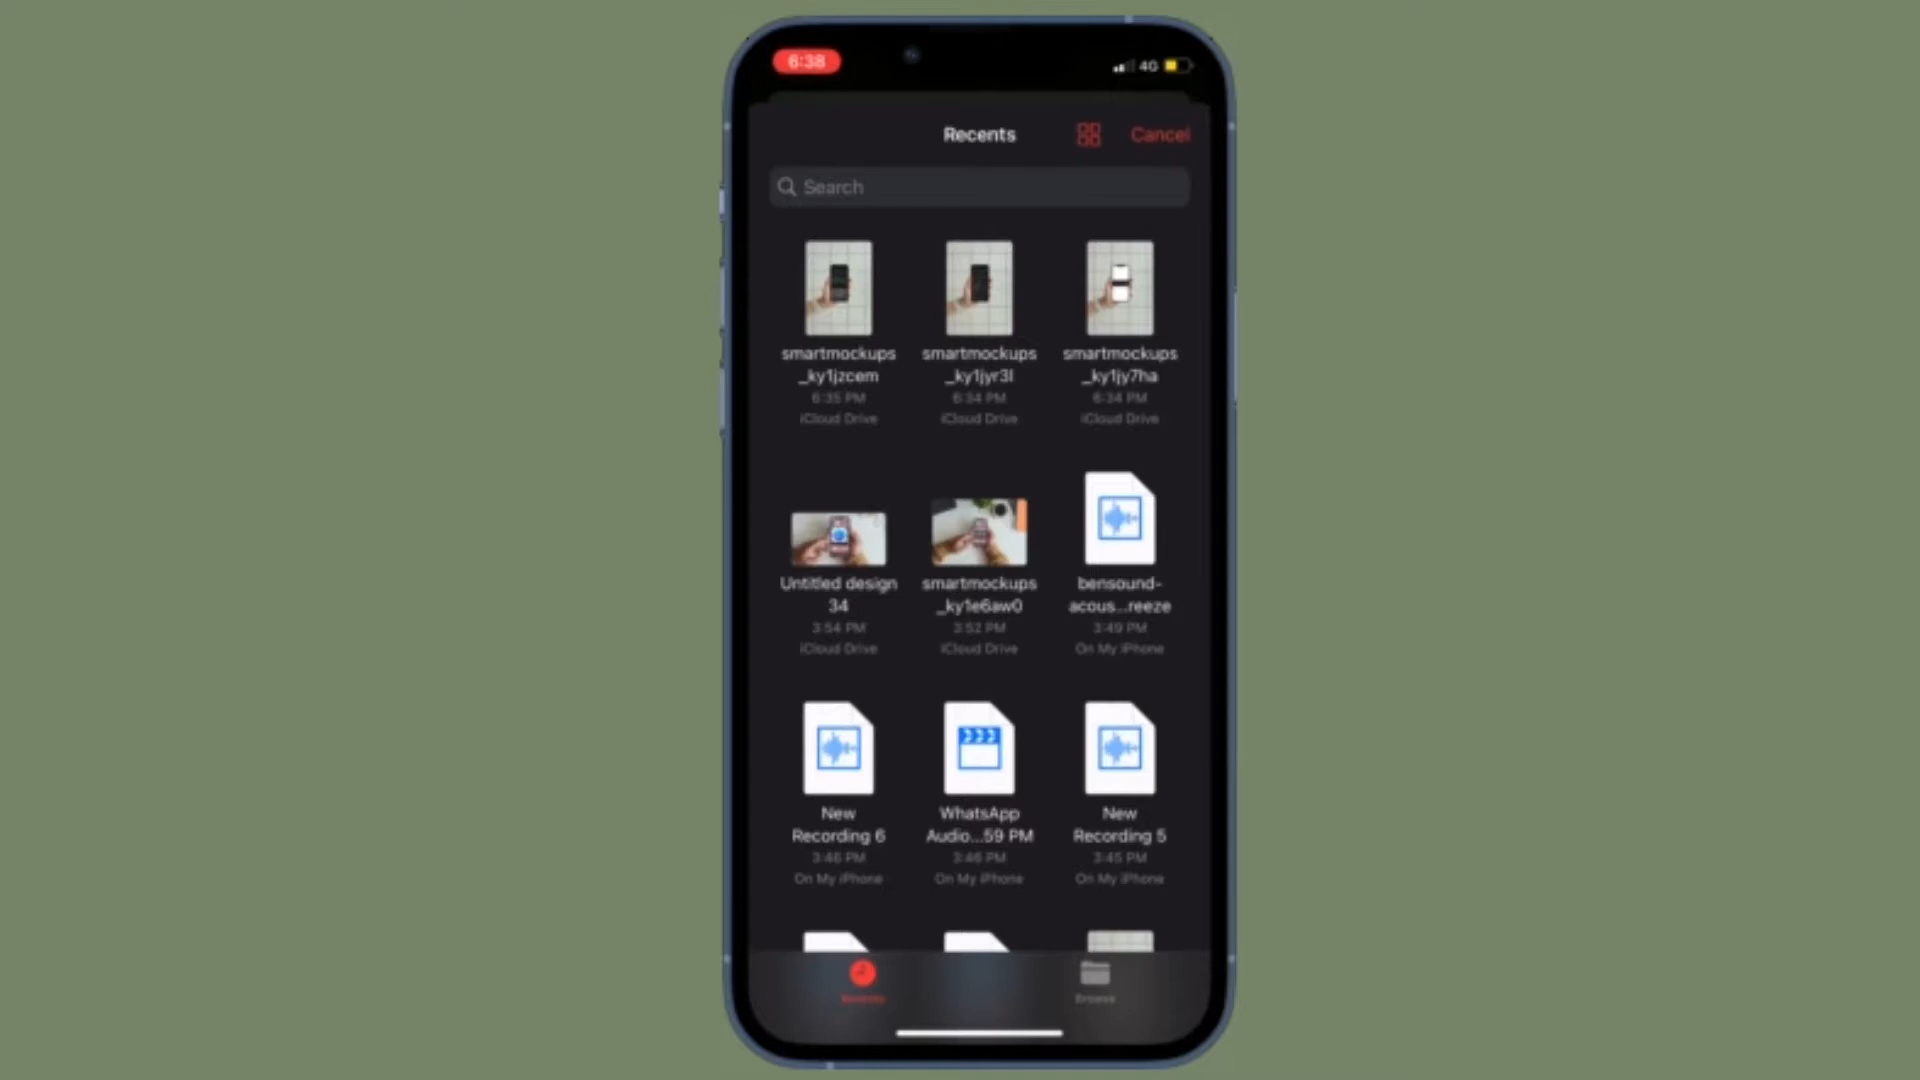 6:38
4G
Recents
Cancel
Search
smartmockups
_ky1jzcem
6:35 PM
iCloud Drive
smartmockups
_ky1jyr3l
6:34 PM
iCloud Drive
smartmockups
_ky1jy7ha
6:34 PM
iCloud Drive
Untitled design
34
3:54 PM
iCloud Drive
smartmockups
_ky1e6aw0
3:52 PM
iCloud Drive
bensound-
acous...reeze
3:49 PM
On My iPhone
New
Recording 6
3:46 PM
On My iPhone
WhatsApp
Audio...59 PM
3:46 PM
On My iPhone
New
Recording 5
3:45 PM
On My iPhone
Recents
Browse